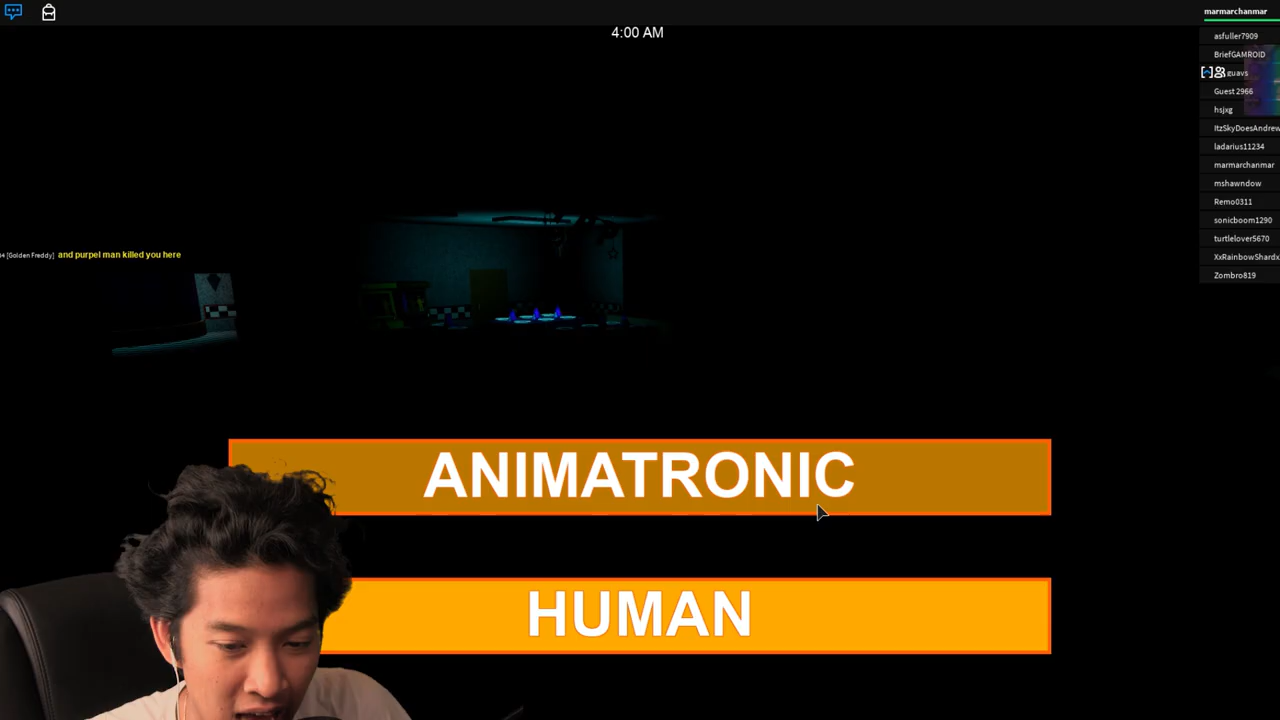 marmarchanmar
4:00 AM
asfuller7909
BriefGAMROID
guavs
Guest 2966
hsjxg
ItzSkyDoesAndrew
ladarius11234
marmarchanmar
mshawndow
Remo0311
sonicboom1290
turtlelover5670
XxRainbowShardx
Zombro819
[Golden Freddy] and purpel man killed you here
ANIMATRONIC
HUMAN